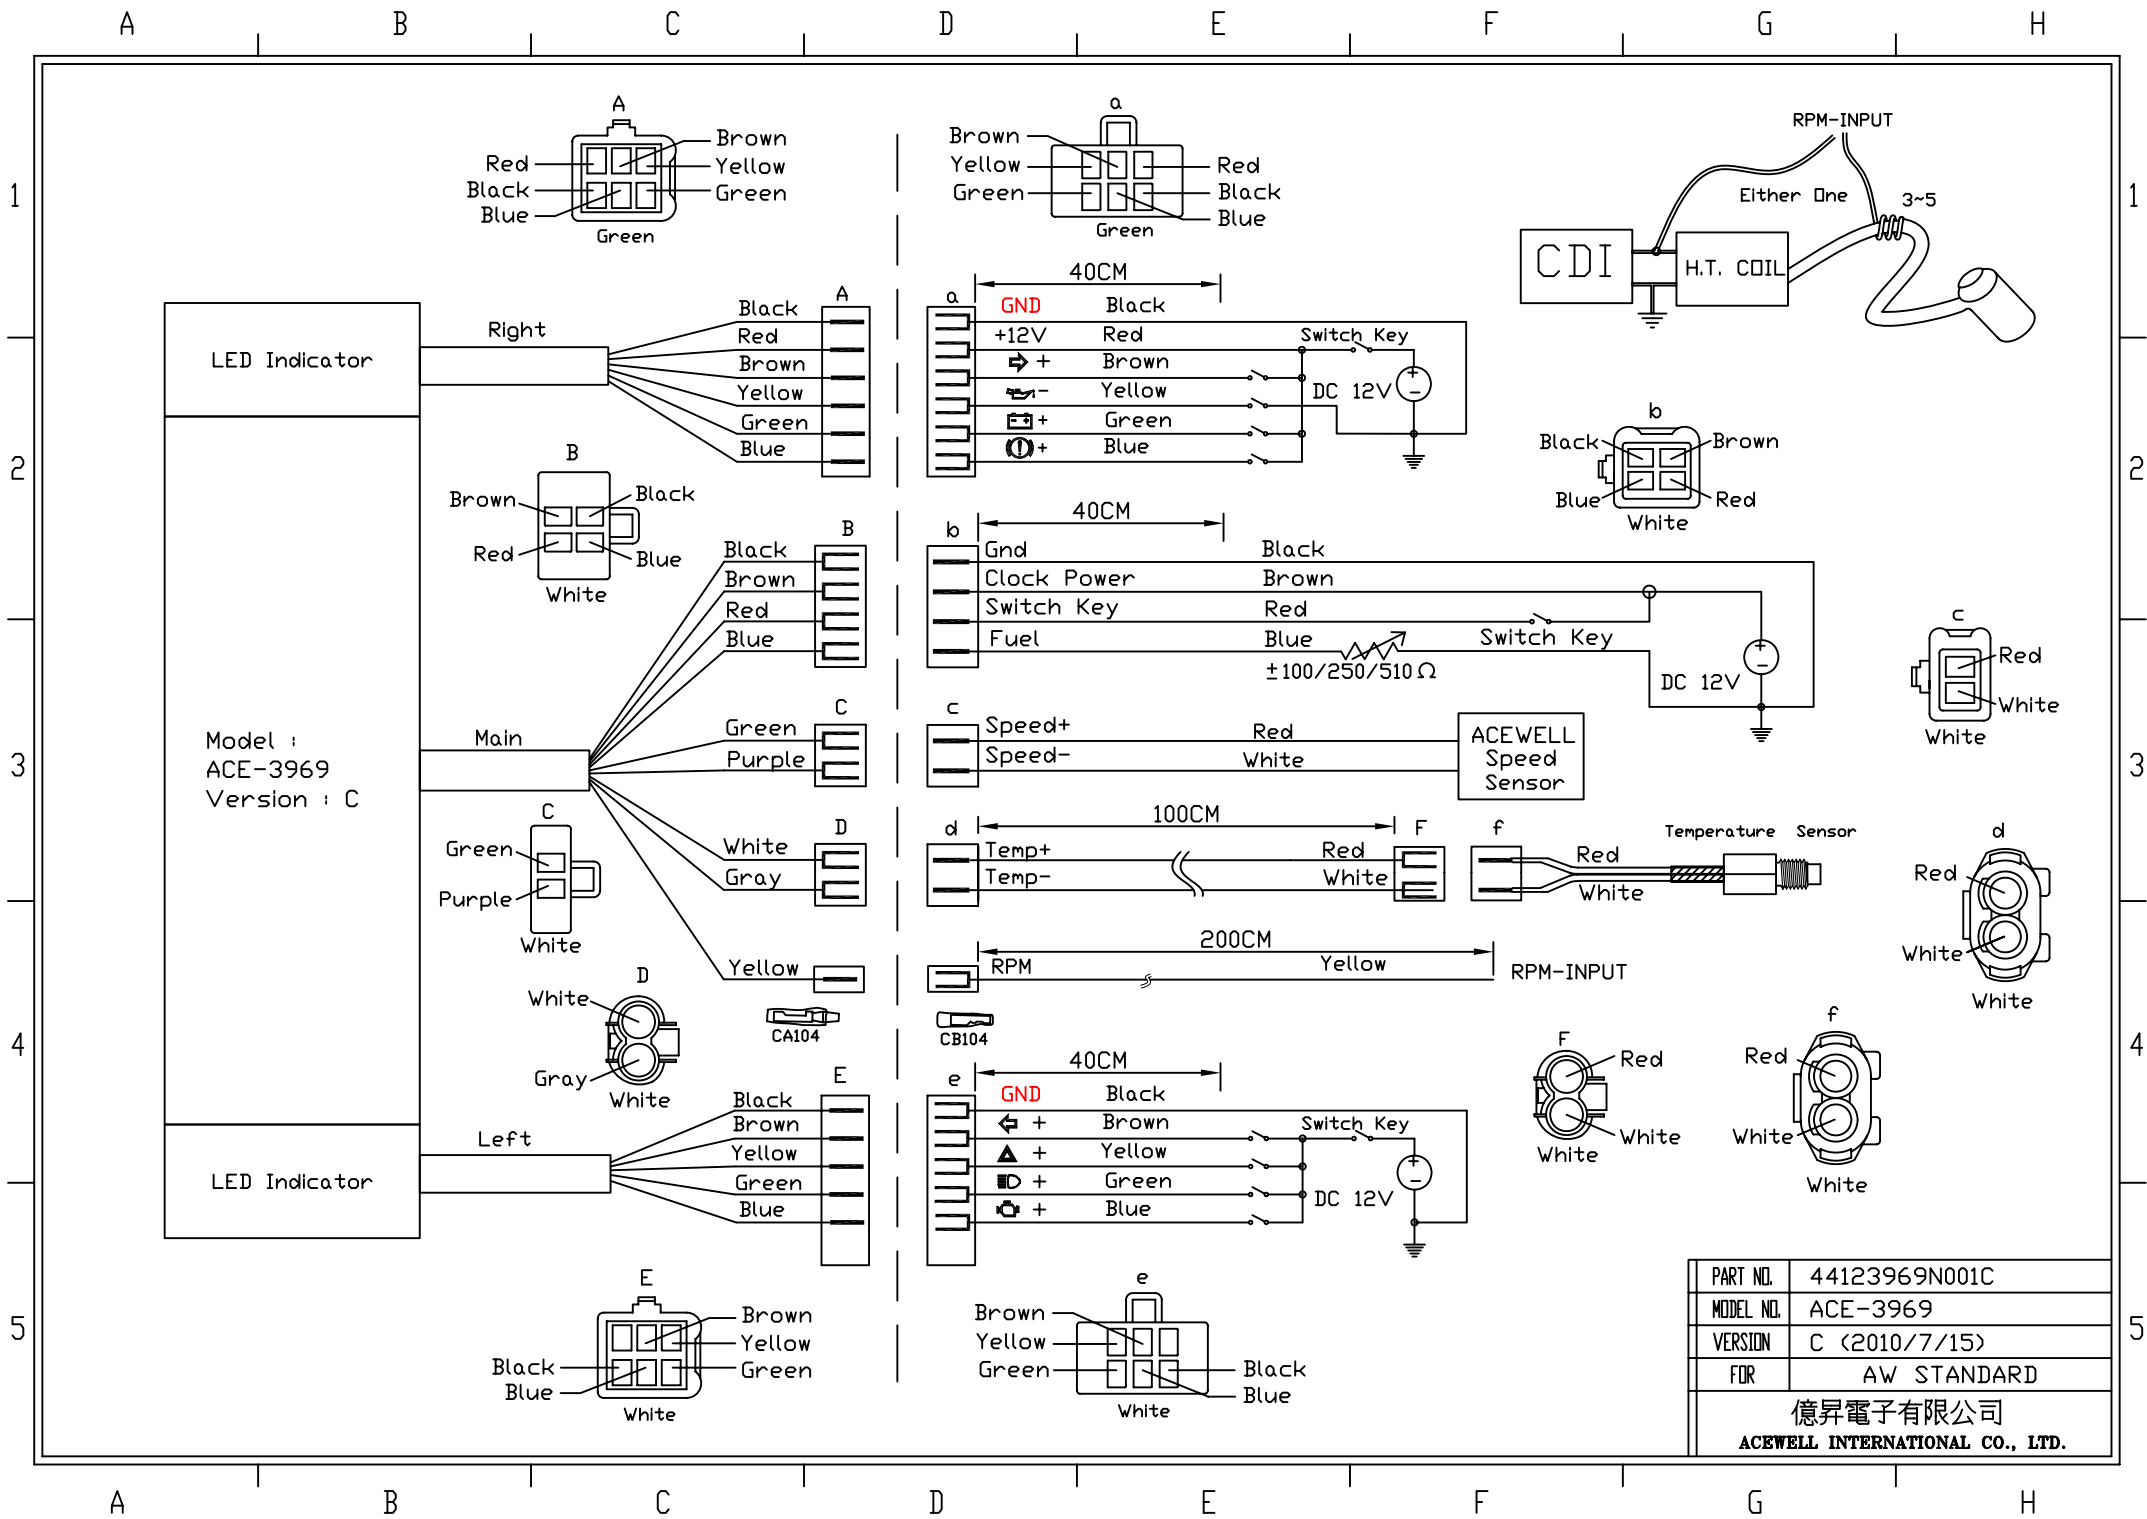 A B C D E F G H
1
A
Brown
Red
Yellow
Black
Green
Blue
Green
a
Brown
Yellow
Red
Green
Black
Blue
Green
RPM-INPUT
Either One
3~5
CDI
H.T. COIL
1
LED Indicator
Right
Black
Red
Brown
Yellow
Green
Blue
A
a
40CM
GND Black
+12V Red
+ Brown
- Yellow
+ Green
+ Blue
Switch Key
DC 12V
+
-
2
B
Brown
Black
Red
Blue
White
b
Black
Brown
Blue
Red
White
2
Black
Brown
Red
Blue
B
b
40CM
Gnd Black
Clock Power Brown
Switch Key Red
Fuel Blue
±100/250/510Ω
Switch Key
DC 12V
+
-
c
Red
White
White
3
Model :
ACE-3969
Version : C
Main
Green
Purple
C
c
Speed+ Red
Speed- White
ACEWELL
Speed
Sensor
3
C
Green
Purple
White
White
Gray
D
d
100CM
Temp+ Red
Temp- White
F
f
Red
White
Temperature Sensor
d
Red
White
White
Yellow
200CM
RPM Yellow
RPM-INPUT
4
D
White
Gray
White
CA104
CB104
F
Red
White
White
f
Red
White
White
4
LED Indicator
Left
Black
Brown
Yellow
Green
Blue
E
e
40CM
GND Black
+ Brown
+ Yellow
+ Green
+ Blue
Switch Key
DC 12V
+
-
5
E
Brown
Yellow
Black
Green
Blue
White
e
Brown
Yellow
Green
Black
Blue
White
PART NO. 44123969N001C
MODEL NO. ACE-3969
VERSION C (2010/7/15)
FOR AW STANDARD
億昇電子有限公司
ACEWELL INTERNATIONAL CO., LTD.
5
A B C D E F G H